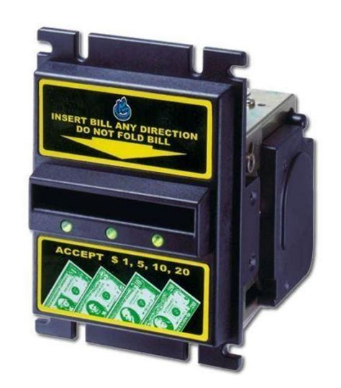 INSERT BILL ANY DIRECTION
DO NOT FOLD BILL
ACCEPT $ 1, 5, 10, 20